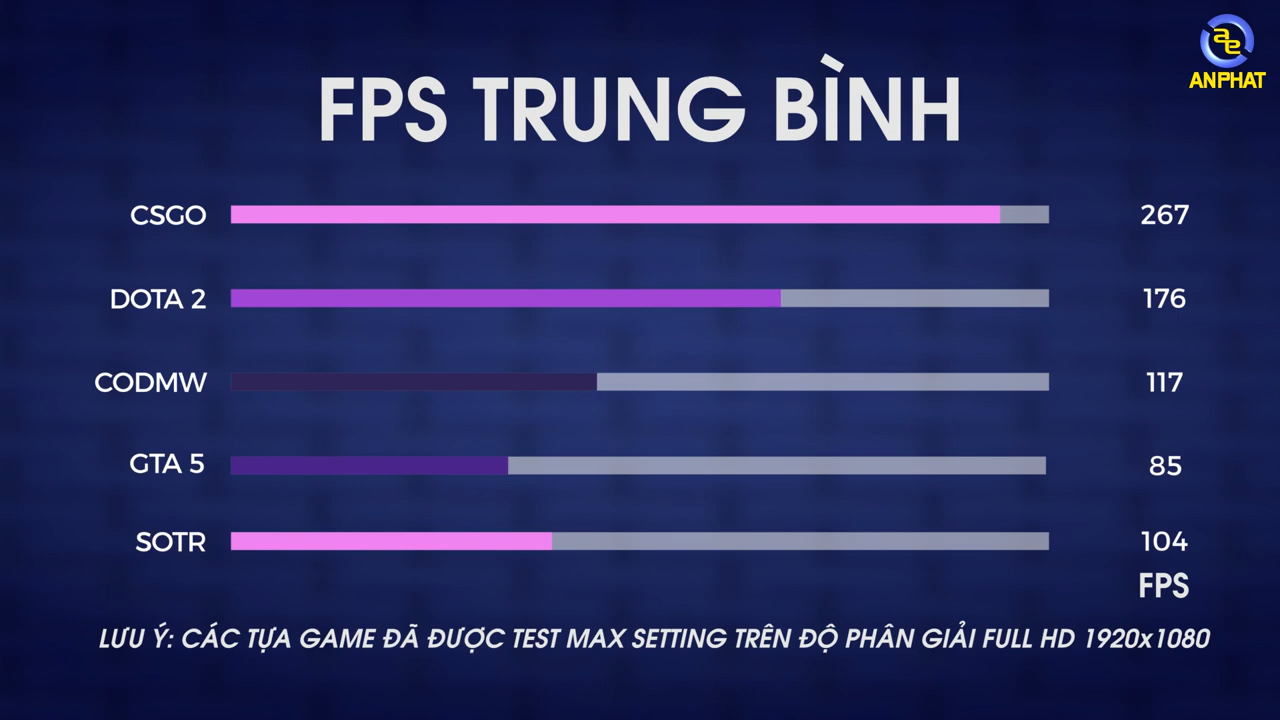 ae
ANPHAT
FPS TRUNG BÌNH
CSGO 267
DOTA 2 176
CODMW 117
GTA 5 85
SOTR 104
FPS
LƯU Ý: CÁC TỰA GAME ĐÃ ĐƯỢC TEST MAX SETTING TRÊN ĐỘ PHÂN GIẢI FULL HD 1920x1080